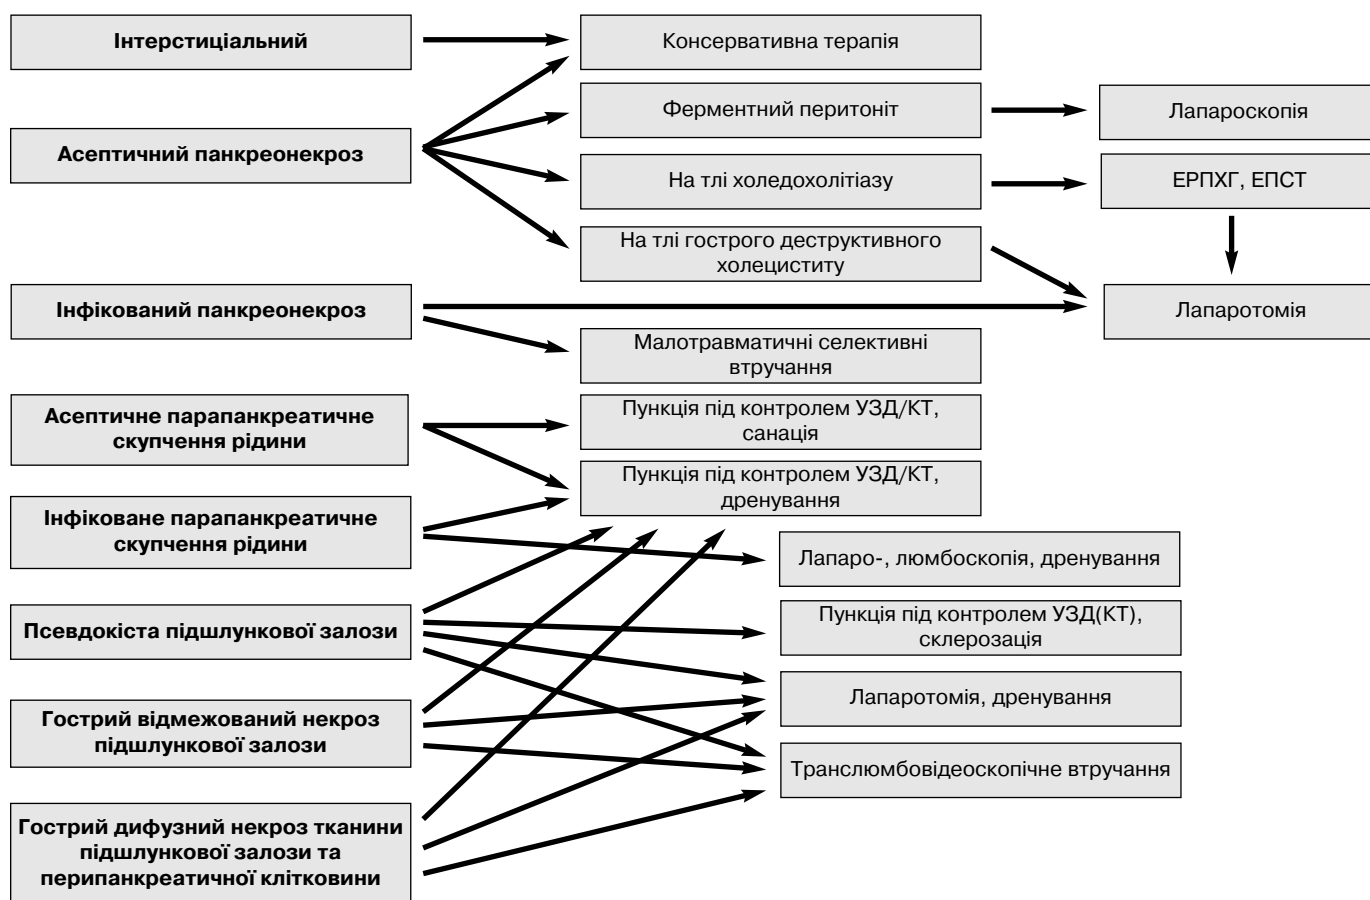 Інтерстиціальний
Консервативна терапія
Ферментний перитоніт
Лапароскопія
Асептичний панкреонекроз
На тлі холедохолітіазу
ЕРПХГ, ЕПСТ
На тлі гострого деструктивного
холециститу
Інфікований панкреонекроз
Лапаротомія
Малотравматичні селективні
втручання
Асептичне парапанкреатичне
скупчення рідини
Пункція під контролем УЗД/КТ,
санація
Пункція під контролем УЗД/КТ,
дренування
Інфіковане парапанкреатичне
скупчення рідини
Лапаро-, люмбоскопія, дренування
Псевдокіста підшлункової залози
Пункція під контролем УЗД(КТ),
склерозація
Лапаротомія, дренування
Гострий відмежований некроз
підшлункової залози
Транслюмбовідеоскопічне втручання
Гострий дифузний некроз тканини
підшлункової залози та
перипанкреатичної клітковини